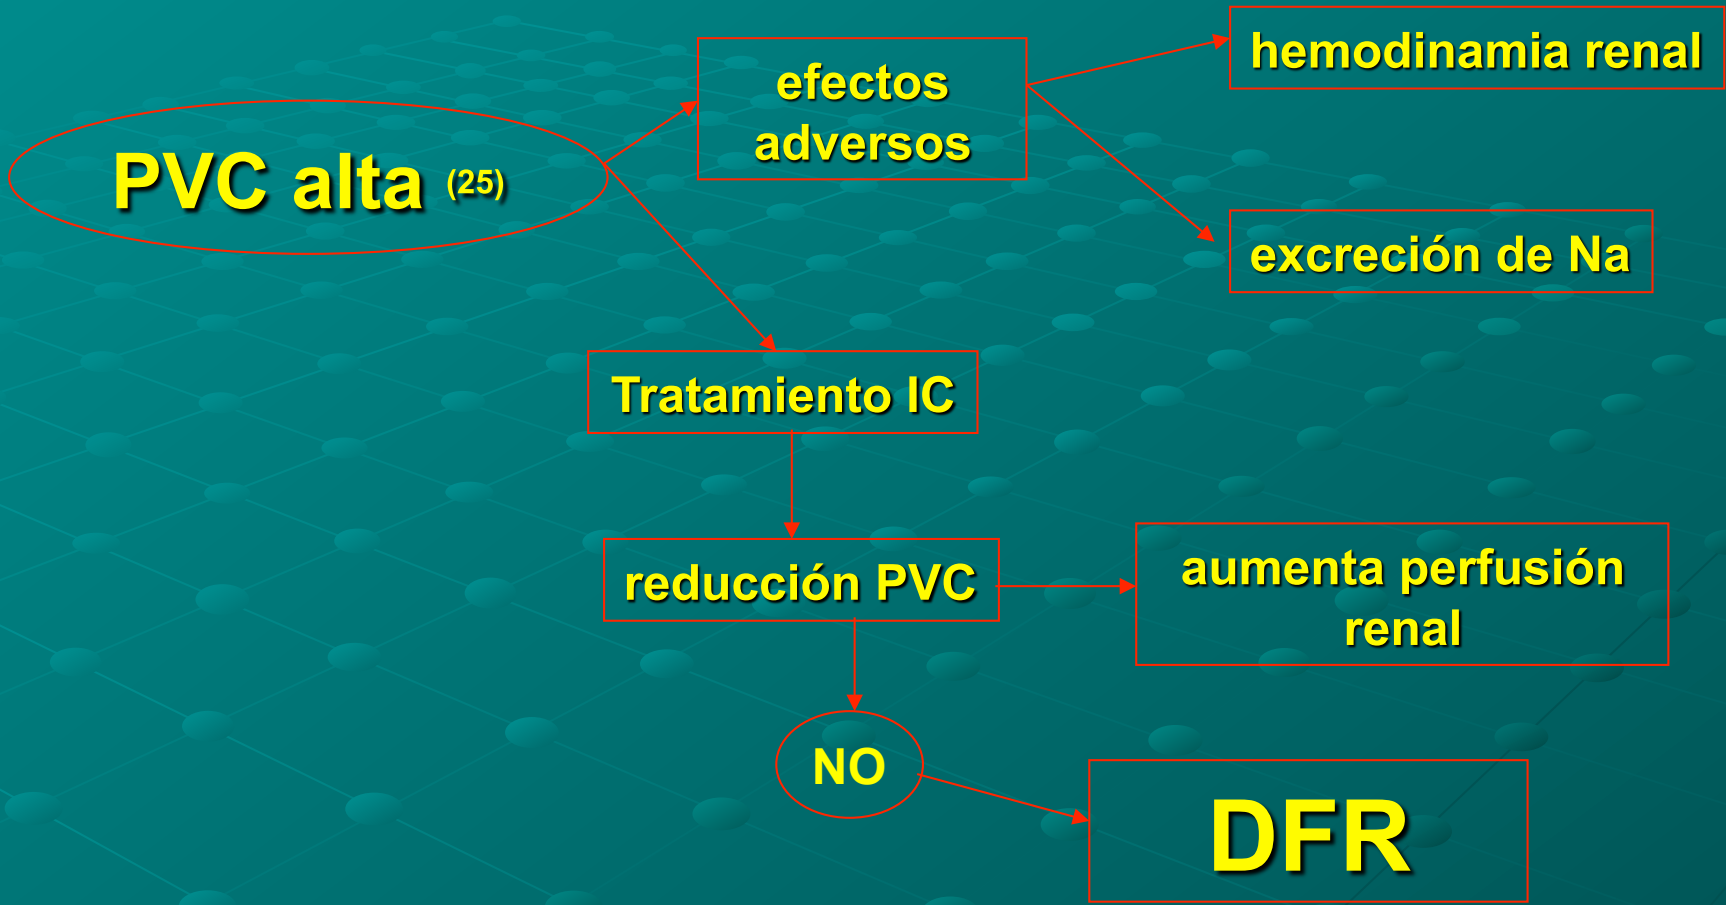 hemodinamia renal
efectos
adversos
PVC alta (25)
excreción de Na
Tratamiento IC
reducción PVC
aumenta perfusión
renal
NO
DFR